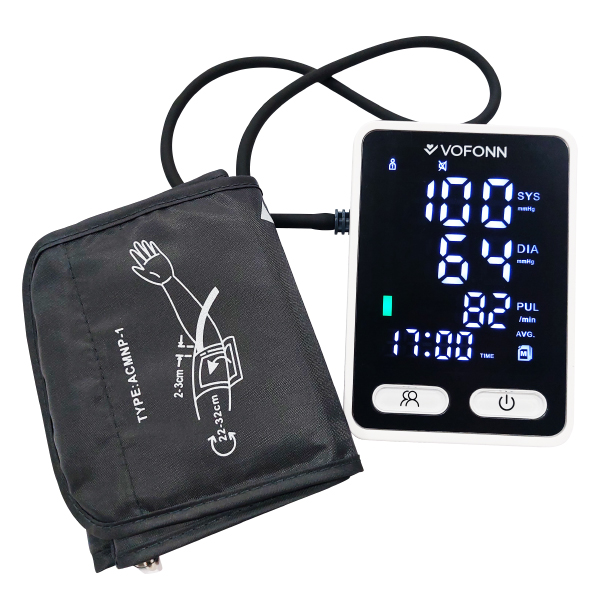 VOFONN
100 SYS
mmHg
64 DIA
mmHg
82 PUL
/min
AVG.
17:00 TIME
M
TYPE:ACMNP-1
2-3cm
22-32cm